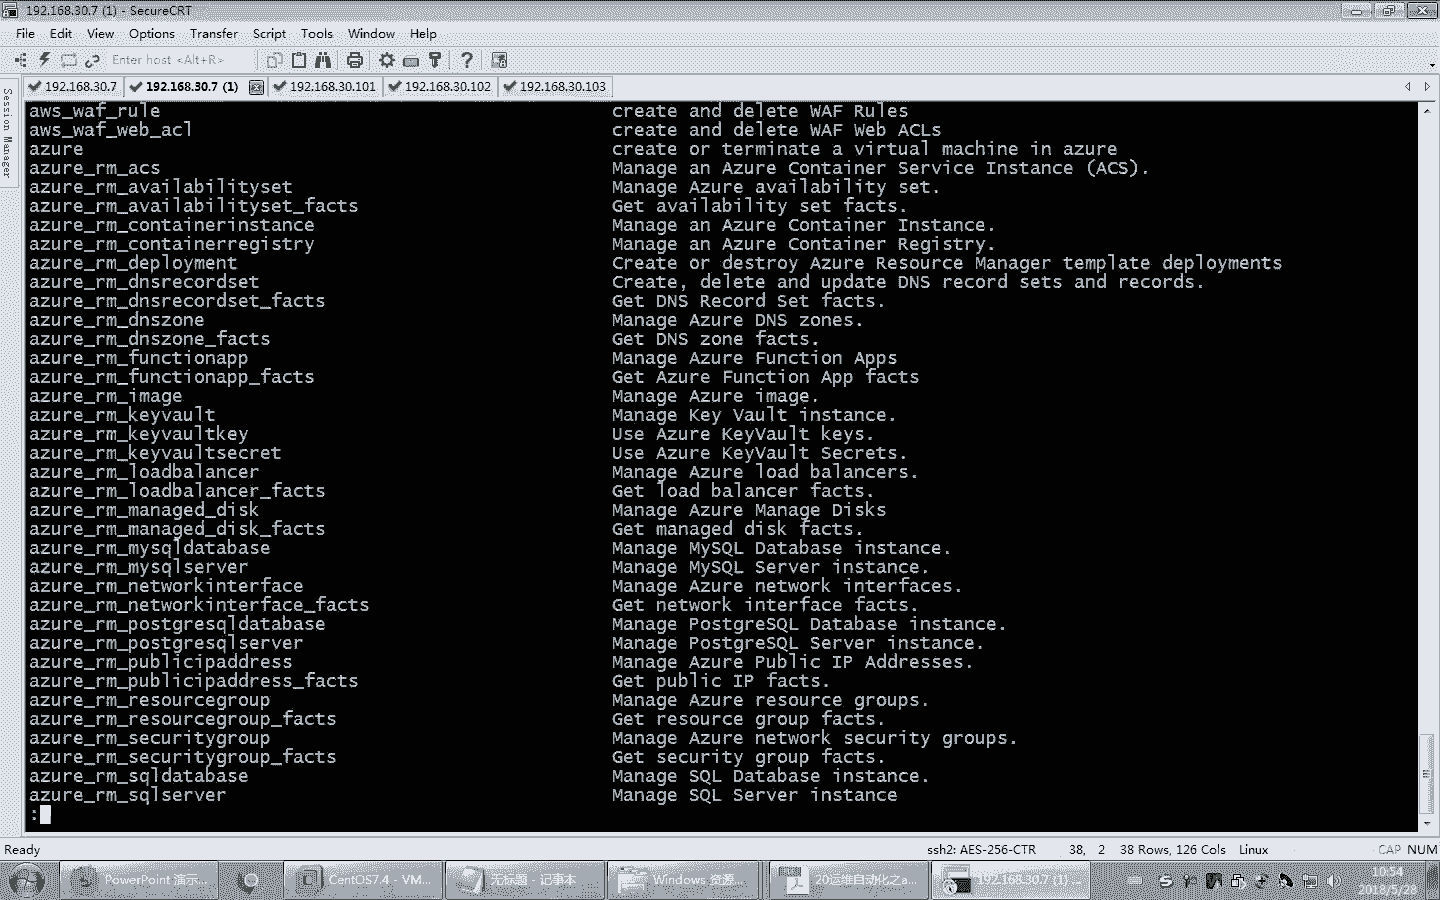 192.168.30.7 (1) - SecureCRT
File Edit View Options Transfer Script Tools Window Help
Enter host <Alt+R>
Session Manager
192.168.30.7 192.168.30.7 (1) 192.168.30.101 192.168.30.102 192.168.30.103
aws_waf_rule create and delete WAF Rules
aws_waf_web_acl create and delete WAF Web ACLs
azure create or terminate a virtual machine in azure
azure_rm_acs Manage an Azure Container Service Instance (ACS).
azure_rm_availabilityset Manage Azure availability set.
azure_rm_availabilityset_facts Get availability set facts.
azure_rm_containerinstance Manage an Azure Container Instance.
azure_rm_containerregistry Manage an Azure Container Registry.
azure_rm_deployment Create or destroy Azure Resource Manager template deployments
azure_rm_dnsrecordset Create, delete and update DNS record sets and records.
azure_rm_dnsrecordset_facts Get DNS Record Set facts.
azure_rm_dnszone Manage Azure DNS zones.
azure_rm_dnszone_facts Get DNS zone facts.
azure_rm_functionapp Manage Azure Function Apps
azure_rm_functionapp_facts Get Azure Function App facts
azure_rm_image Manage Azure image.
azure_rm_keyvault Manage Key Vault instance.
azure_rm_keyvaultkey Use Azure KeyVault keys.
azure_rm_keyvaultsecret Use Azure KeyVault Secrets.
azure_rm_loadbalancer Manage Azure load balancers.
azure_rm_loadbalancer_facts Get load balancer facts.
azure_rm_managed_disk Manage Azure Manage Disks
azure_rm_managed_disk_facts Get managed disk facts.
azure_rm_mysqldatabase Manage MySQL Database instance.
azure_rm_mysqlserver Manage MySQL Server instance.
azure_rm_networkinterface Manage Azure network interfaces.
azure_rm_networkinterface_facts Get network interface facts.
azure_rm_postgresqldatabase Manage PostgreSQL Database instance.
azure_rm_postgresqlserver Manage PostgreSQL Server instance.
azure_rm_publicipaddress Manage Azure Public IP Addresses.
azure_rm_publicipaddress_facts Get public IP facts.
azure_rm_resourcegroup Manage Azure resource groups.
azure_rm_resourcegroup_facts Get resource group facts.
azure_rm_securitygroup Manage Azure network security groups.
azure_rm_securitygroup_facts Get security group facts.
azure_rm_sqldatabase Manage SQL Database instance.
azure_rm_sqlserver Manage SQL Server instance
:
Ready ssh2: AES-256-CTR 38, 2 38 Rows, 126 Cols Linux CAP NUM
PowerPoint 演示... CentOS7.4 - VM... 无标题 - 记事本 Windows 资源... 20运维自动化之a... 192.168.30.7 (1) ... 10:54
2018/5/28